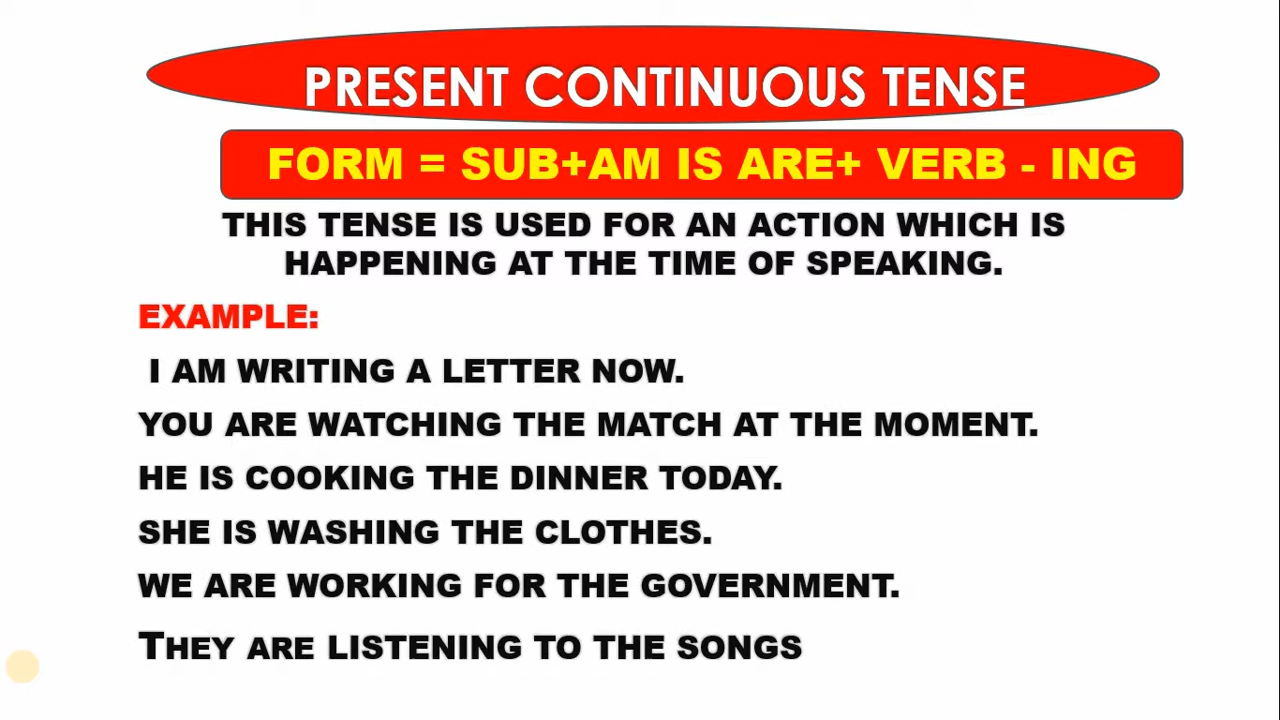 PRESENT CONTINUOUS TENSE
FORM = SUB+AM IS ARE+ VERB - ING
THIS TENSE IS USED FOR AN ACTION WHICH IS
HAPPENING AT THE TIME OF SPEAKING.
EXAMPLE:
I AM WRITING A LETTER NOW.
YOU ARE WATCHING THE MATCH AT THE MOMENT.
HE IS COOKING THE DINNER TODAY.
SHE IS WASHING THE CLOTHES.
WE ARE WORKING FOR THE GOVERNMENT.
THEY ARE LISTENING TO THE SONGS